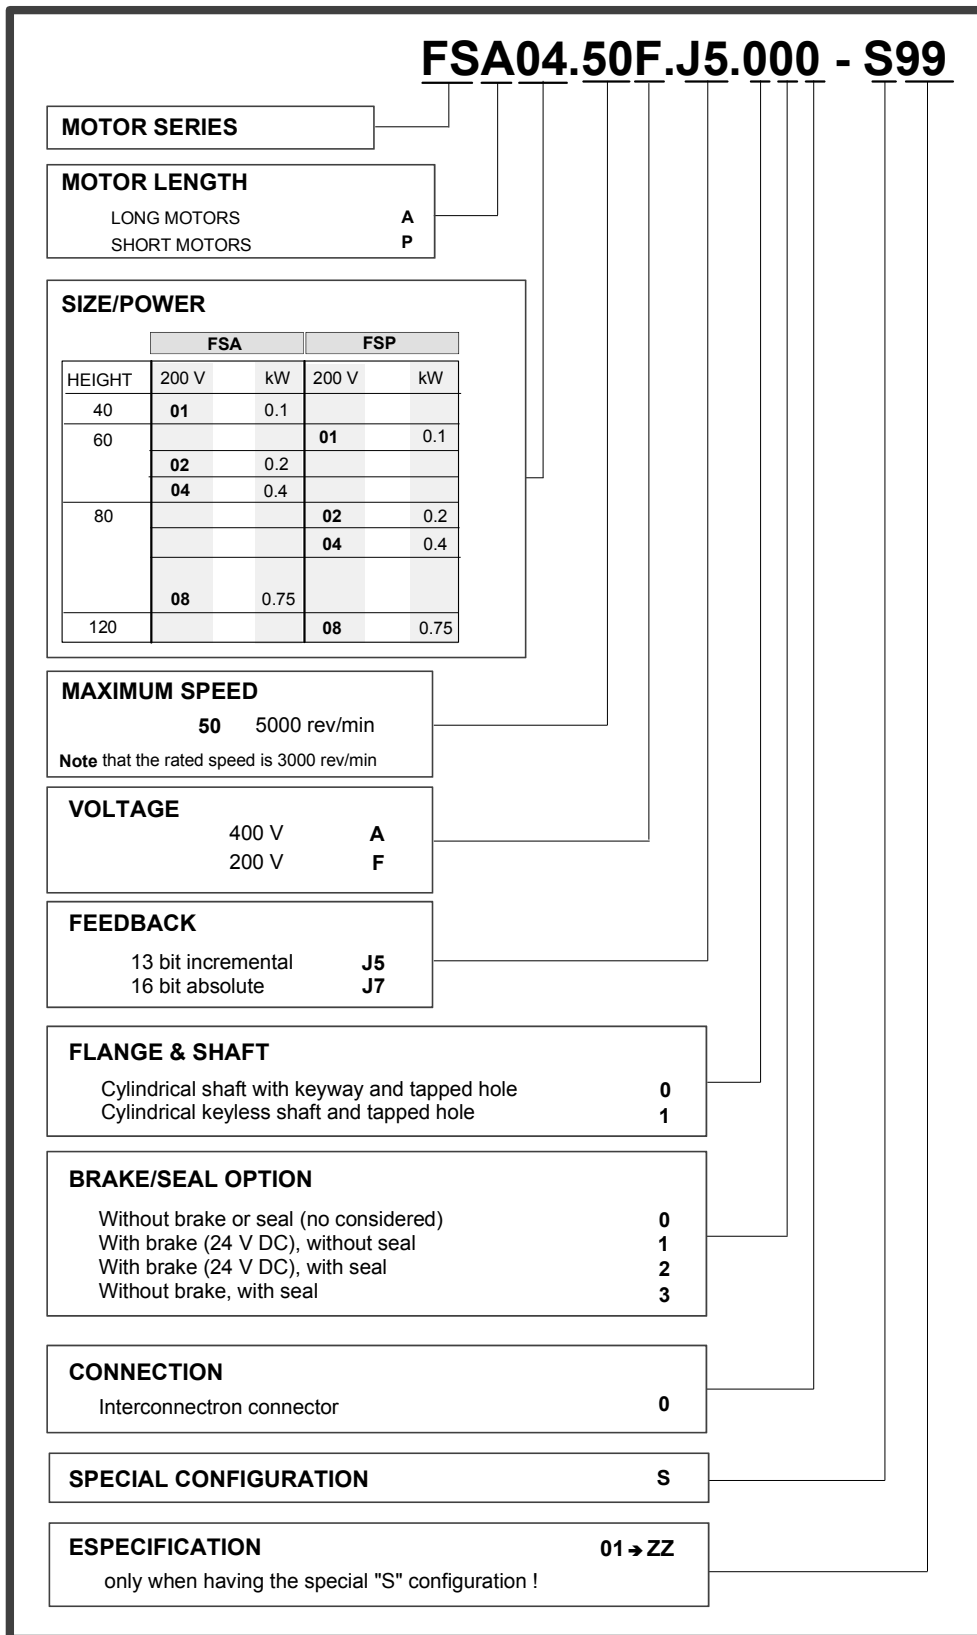 FSA04.50F.J5.000 - S99
MOTOR SERIES
MOTOR LENGTH
LONG MOTORS A
SHORT MOTORS P
SIZE/POWER
FSA FSP
HEIGHT 200 V kW 200 V kW
40 01 0.1
60 01 0.1
02 0.2
04 0.4
80 02 0.2
04 0.4
08 0.75
120 08 0.75
MAXIMUM SPEED
50 5000 rev/min
Note that the rated speed is 3000 rev/min
VOLTAGE
400 V A
200 V F
FEEDBACK
13 bit incremental J5
16 bit absolute J7
FLANGE & SHAFT
Cylindrical shaft with keyway and tapped hole 0
Cylindrical keyless shaft and tapped hole 1
BRAKE/SEAL OPTION
Without brake or seal (no considered) 0
With brake (24 V DC), without seal 1
With brake (24 V DC), with seal 2
Without brake, with seal 3
CONNECTION
Interconnectron connector 0
SPECIAL CONFIGURATION S
ESPECIFICATION 01➔ZZ
only when having the special "S" configuration !